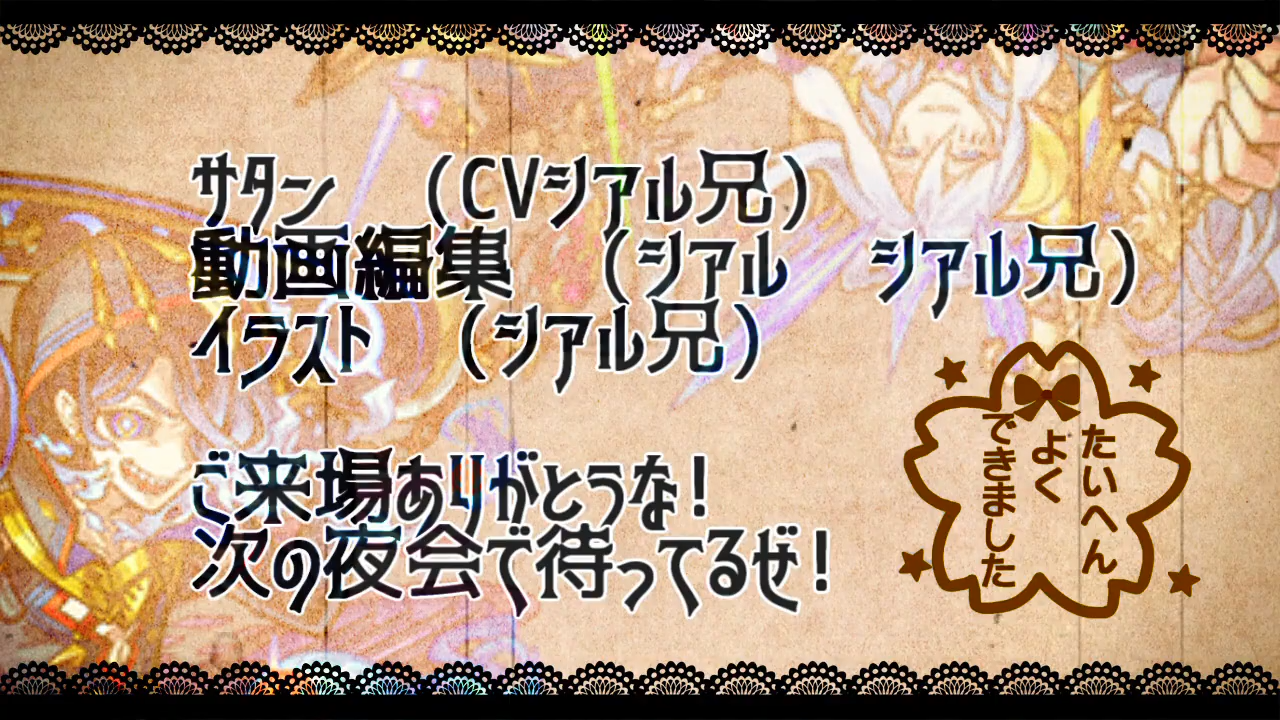 サタン　（CVシアル兄）
動画編集　（シアル　シアル兄）
イラスト　（シアル兄）
ご来場ありがとうな！
次の夜会で待ってるぜ！
たいへん
よく
できました